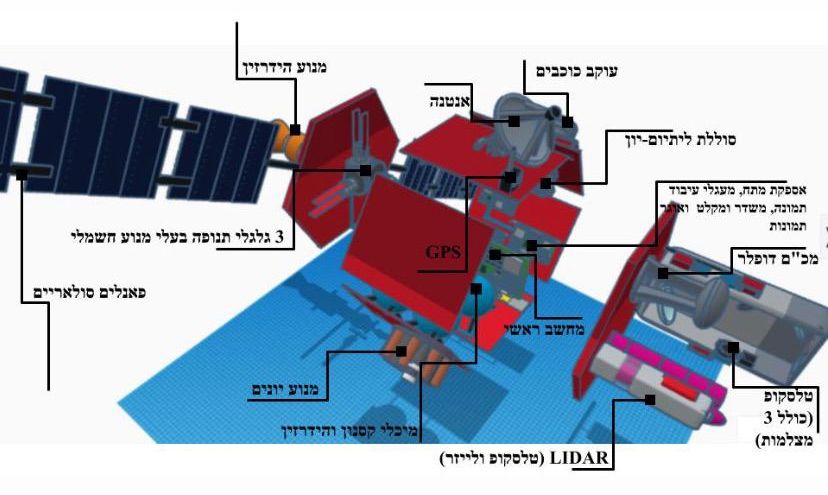 מנוע הידרזין
עוקב כוכבים
אנטנה
סוללת ליתיום-יון
אספקת מתח, מעגלי עיבוד
תמונה, משדר ומקלט ואוגר
תמונות
3 גלגלי תנופה בעלי מנוע חשמלי
GPS
מכ"ם דופלר
פאנלים סולאריים
מחשב ראשי
מנוע יונים
טלסקופ
(כולל 3
מצלמות)
מיכלי קסנון והידרזין
LIDAR (טלסקופ ולייזר)